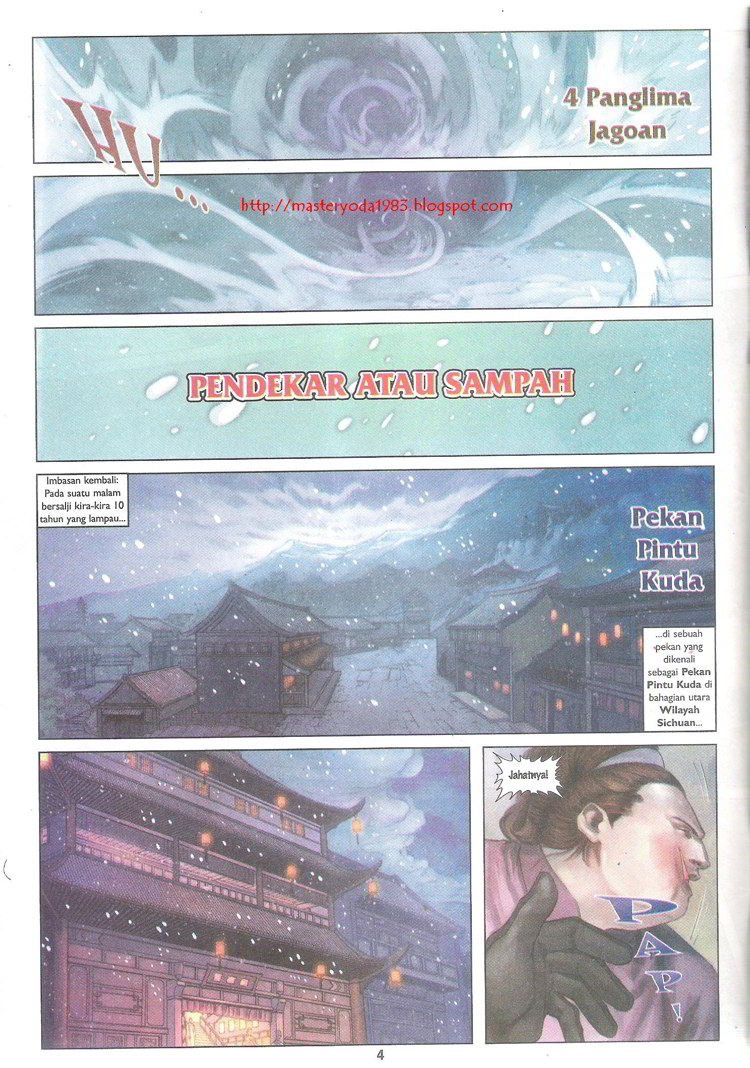 4 Panglima
Jagoan
HU...
http://masteryoda1983.blogspot.com
PENDEKAR ATAU SAMPAH
Imbasan kembali:
Pada suatu malam
bersalji kira-kira 10
tahun yang lampau...
Pekan
Pintu
Kuda
...di sebuah
pekan yang
dikenali
sebagai Pekan
Pintu Kuda di
bahagian utara
Wilayah
Sichuan...
Jahatnya!
PAP!
4